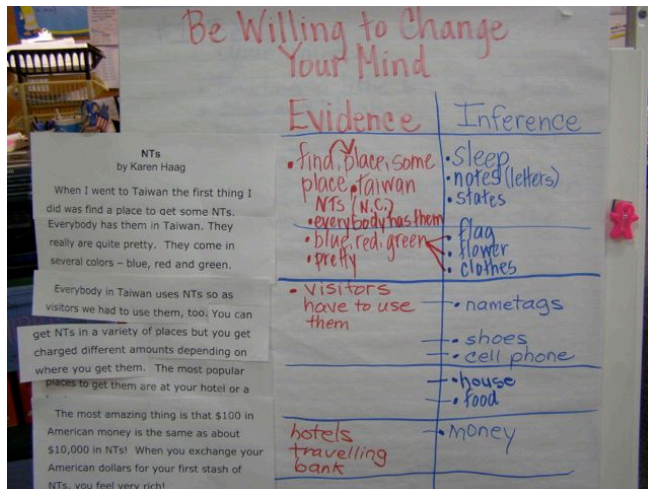 Be Willing to Change
Your Mind
Evidence
Inference
NTs
by Karen Haag
When I went to Taiwan the first thing I
did was find a place to get some NTs.
Everybody has them in Taiwan. They
really are quite pretty. They come in
several colors – blue, red and green.
Everybody in Taiwan uses NTs so as
visitors we had to use them, too. You can
get NTs in a variety of places but you get
charged different amounts depending on
where you get them. The most popular
places to get them are at your hotel or a
The most amazing thing is that $100 in
American money is the same as about
$10,000 in NTs! When you exchange your
American dollars for your first stash of
NTs, you feel very rich!
• find, place, some
place, taiwan
NTs (N.C.)
• everybody has them
• blue, red, green
• pretty
• visitors
have to use
them
hotels
travelling
bank
• Sleep
• notes (letters)
• states
• flag
• flower
• clothes
• nametags
• shoes
• cell phone
• house
• food
• money